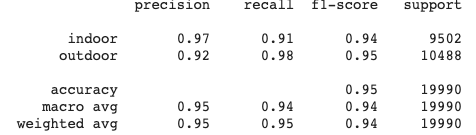 precision recall f1-score support
indoor 0.97 0.91 0.94 9502
outdoor 0.92 0.98 0.95 10488
accuracy 0.95 19990
macro avg 0.95 0.94 0.94 19990
weighted avg 0.95 0.95 0.94 19990